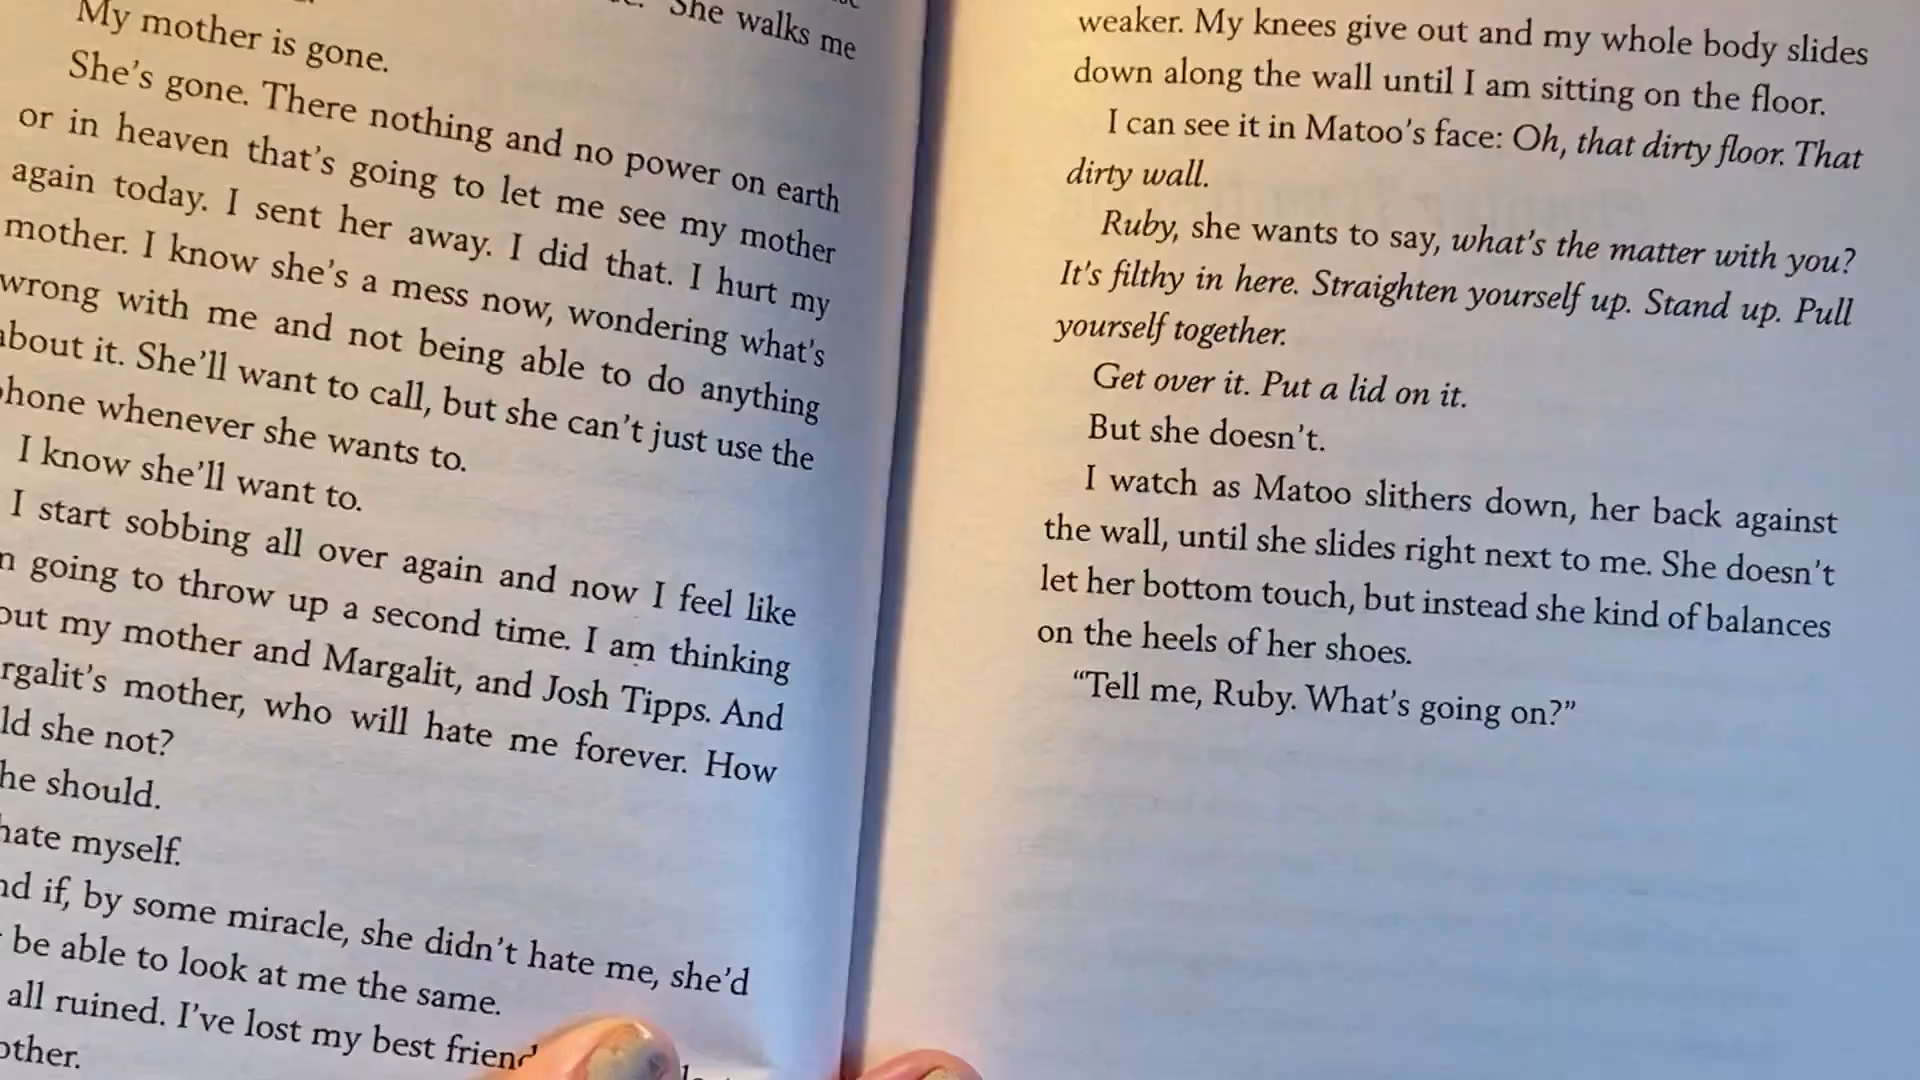 She walks me
My mother is gone.
She's gone. There nothing and no power on earth
or in heaven that's going to let me see my mother
again today. I sent her away. I did that. I hurt my
mother. I know she's a mess now, wondering what's
wrong with me and not being able to do anything
about it. She'll want to call, but she can't just use the
phone whenever she wants to.
I know she'll want to.
I start sobbing all over again and now I feel like
going to throw up a second time. I am thinking
my mother and Margalit, and Josh Tipps. And
mother, who will hate me forever. How
she not?
should.
myself.
if, by some miracle, she didn't hate me, she'd
be able to look at me the same.
all ruined. I've lost my best friend
weaker. My knees give out and my whole body slides
down along the wall until I am sitting on the floor.
I can see it in Matoo's face: Oh, that dirty floor. That
dirty wall.
Ruby, she wants to say, what's the matter with you?
It's filthy in here. Straighten yourself up. Stand up. Pull
yourself together.
Get over it. Put a lid on it.
But she doesn't.
I watch as Matoo slithers down, her back against
the wall, until she slides right next to me. She doesn't
let her bottom touch, but instead she kind of balances
on the heels of her shoes.
“Tell me, Ruby. What's going on?”